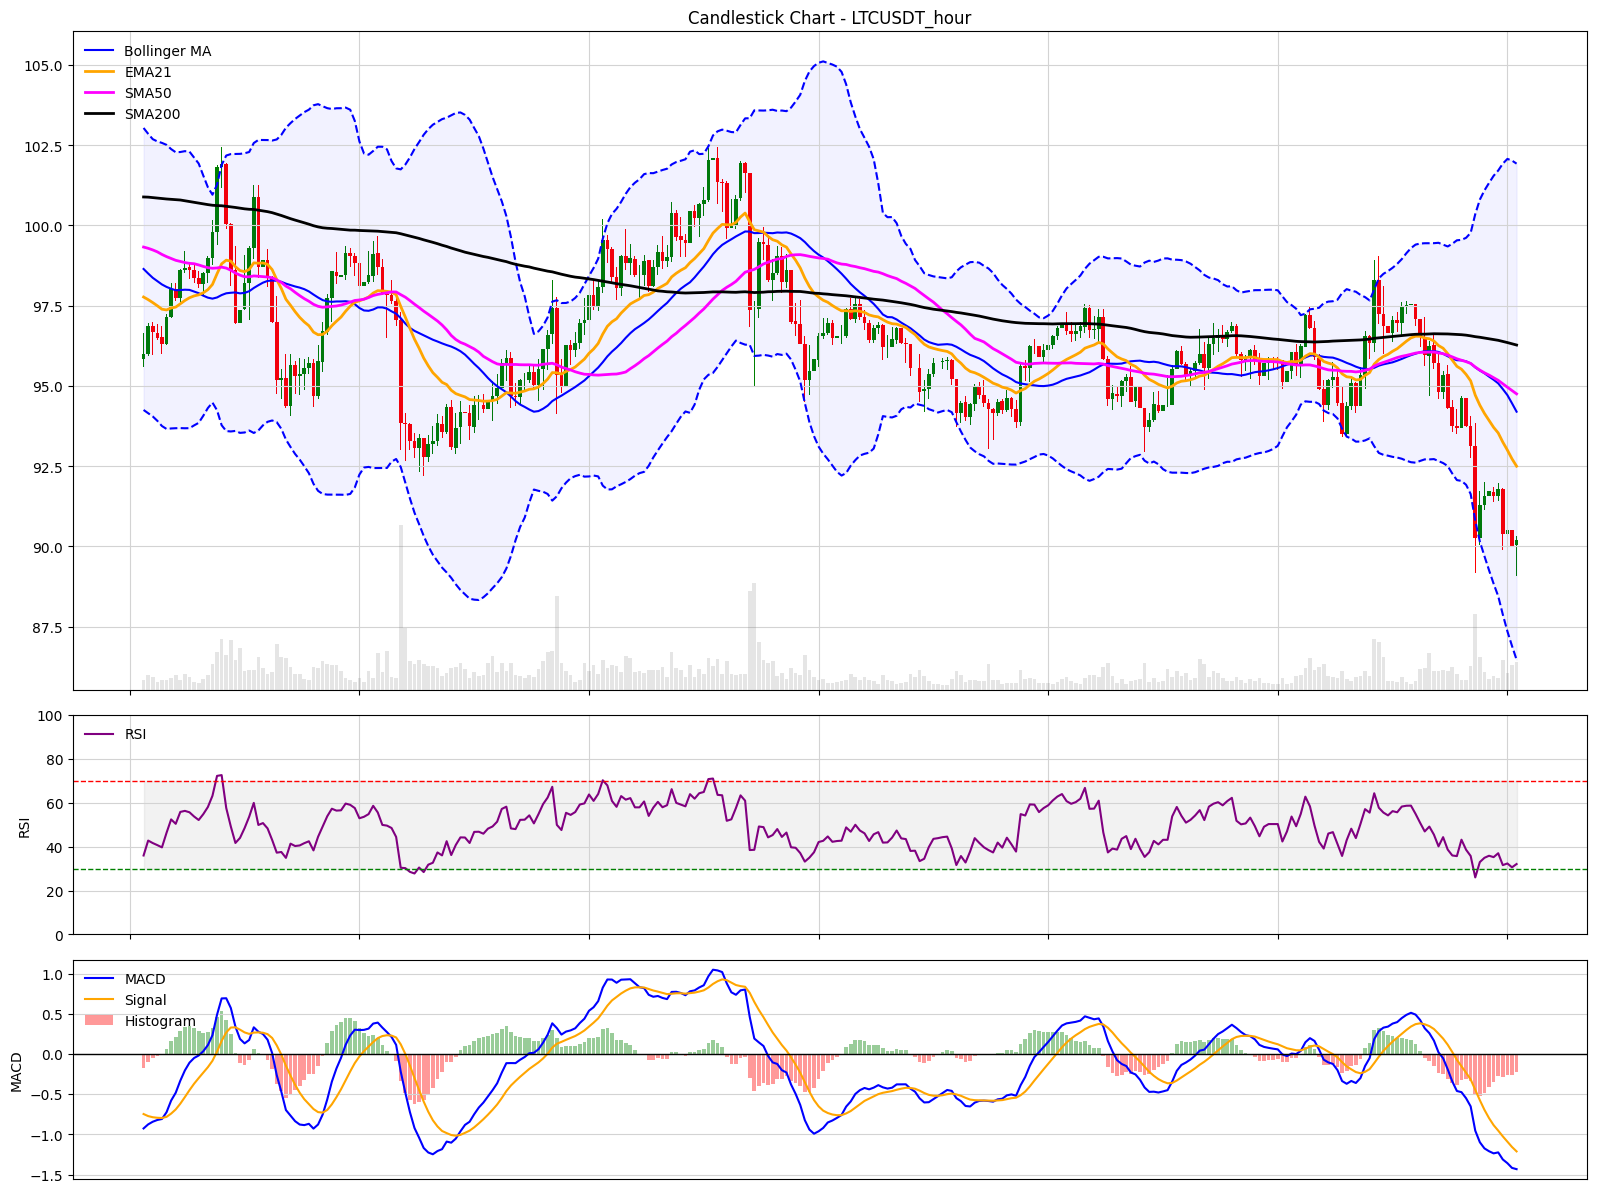 Candlestick Chart - LTCUSDT_hour
Bollinger MA
EMA21
SMA50
SMA200
105.0
102.5
100.0
97.5
95.0
92.5
90.0
87.5
RSI
100
80
60
40
20
0
RSI
MACD
Signal
Histogram
1.0
0.5
0.0
−0.5
−1.0
−1.5
MACD